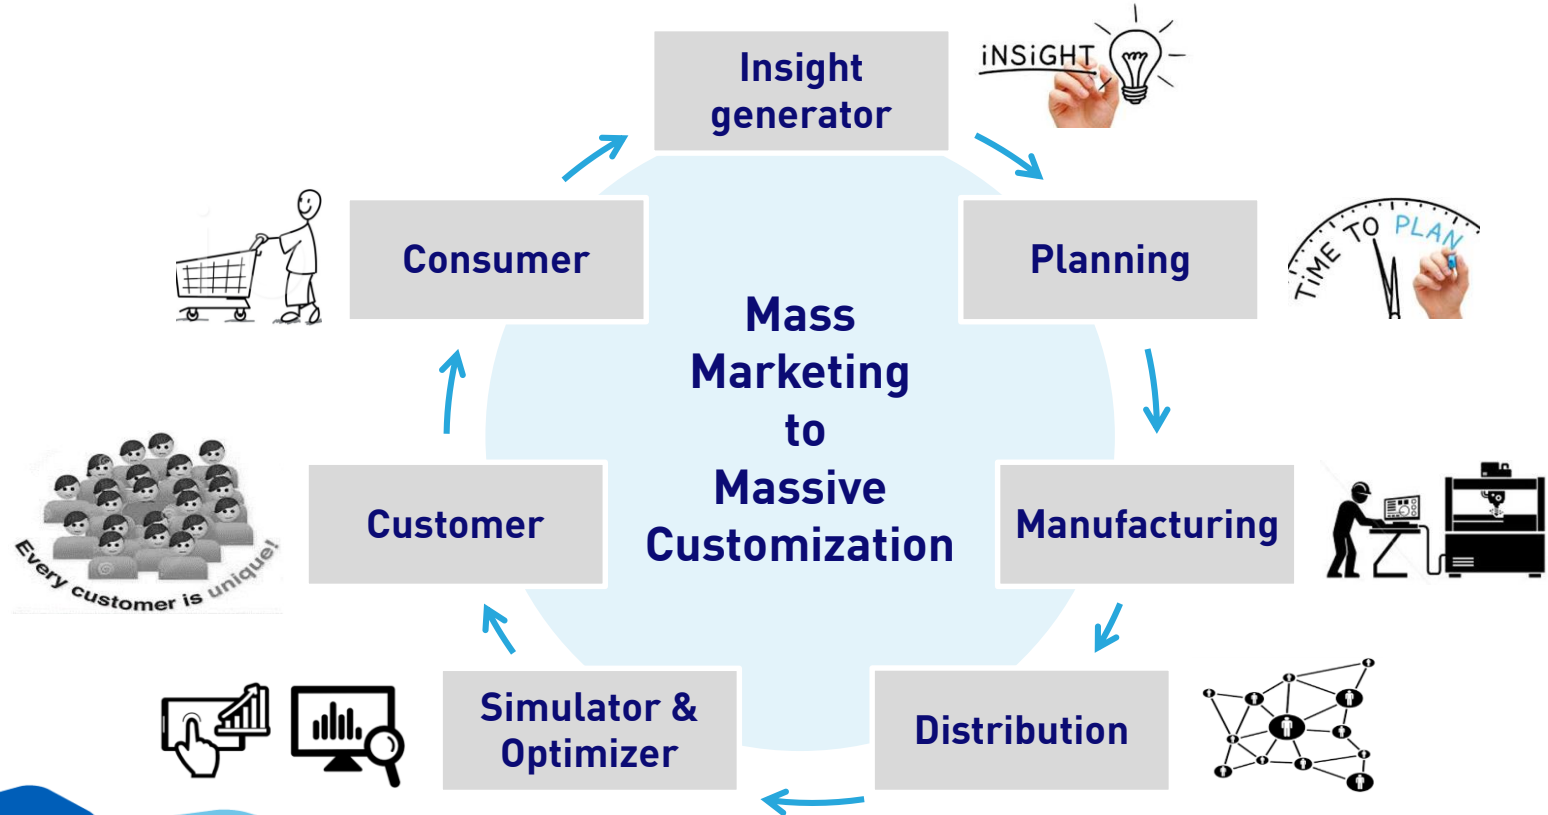 Insight
generator
iNSiGHT
Consumer
Planning
TiME TO PLAN
Mass
Marketing
to
Massive
Customization
Customer
Manufacturing
Every customer is unique!
Simulator &
Optimizer
Distribution